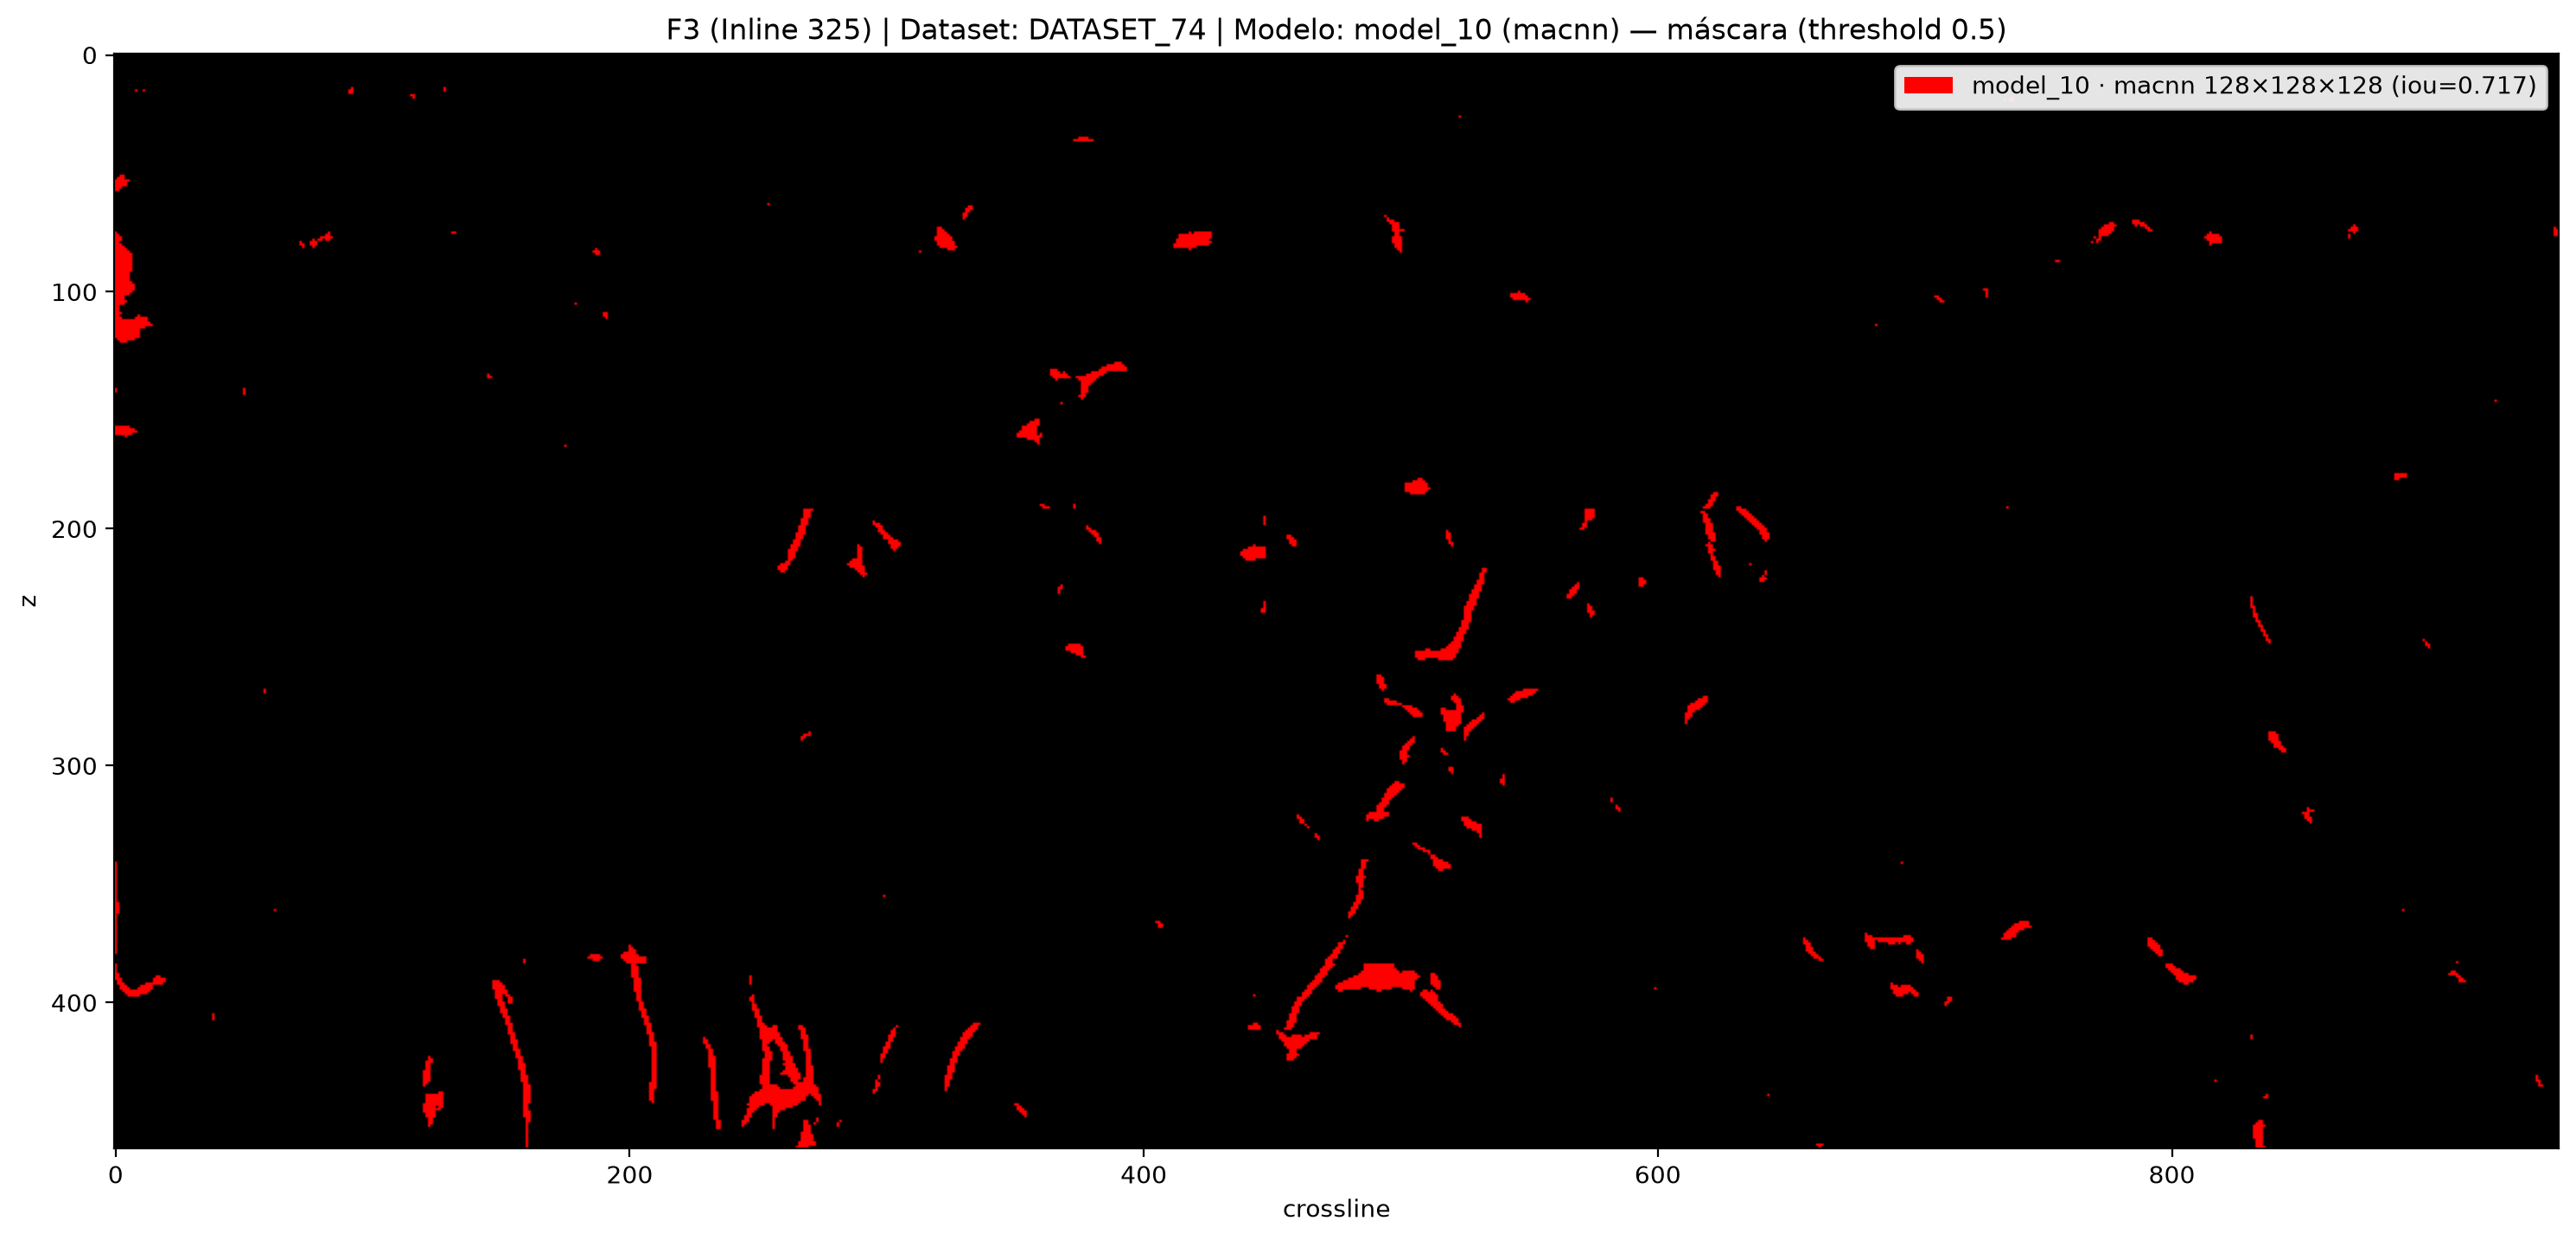 F3 (Inline 325) | Dataset: DATASET_74 | Modelo: model_10 (macnn) — máscara (threshold 0.5)
model_10 · macnn 128×128×128 (iou=0.717)
0
100
200
300
400
z
0
200
400
600
800
crossline